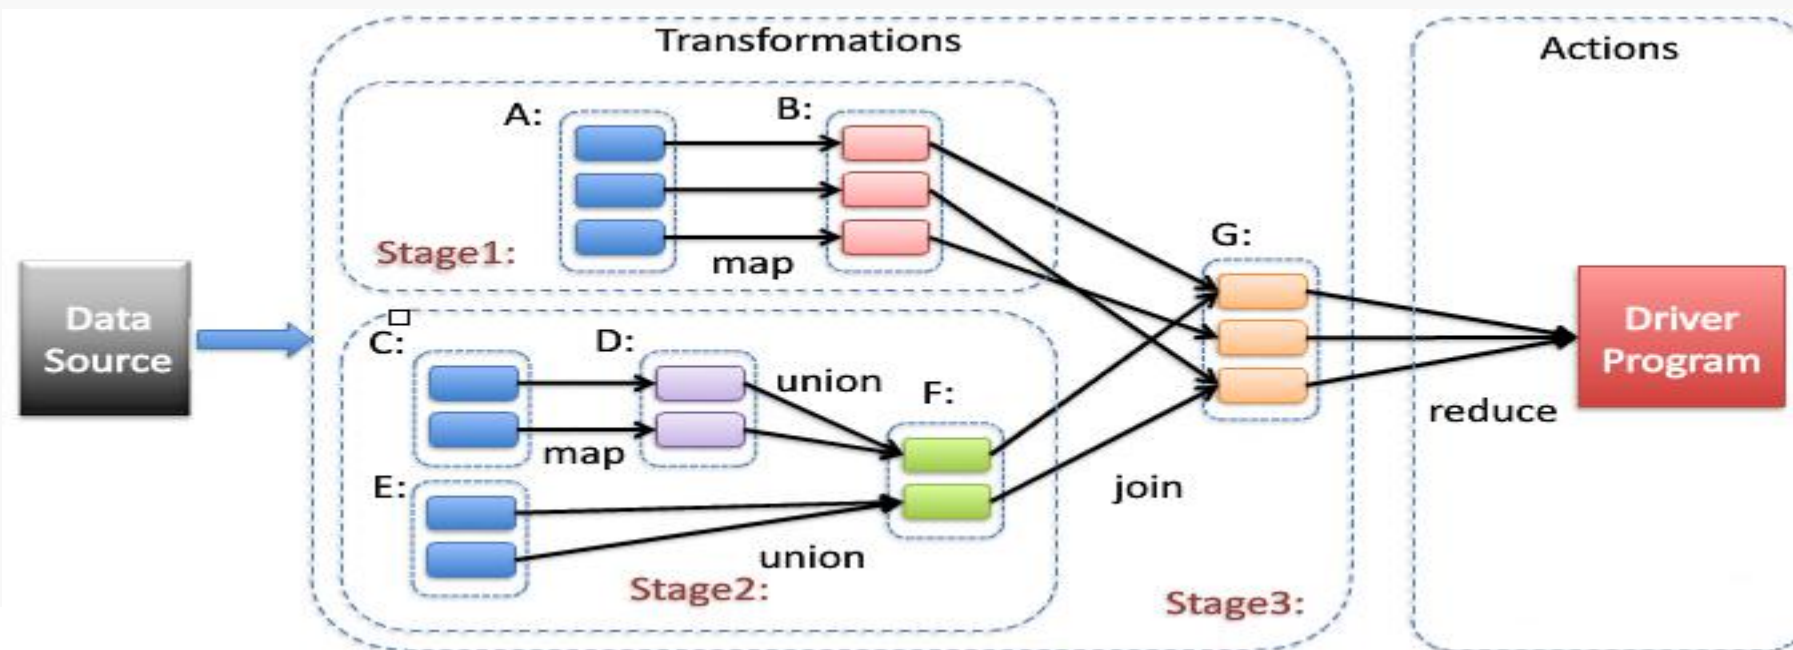 Transformations
Actions
A:
B:
Stage1:
map
G:
Data
Source
Driver
Program
C:
D:
union
F:
map
reduce
E:
join
union
Stage2:
Stage3: